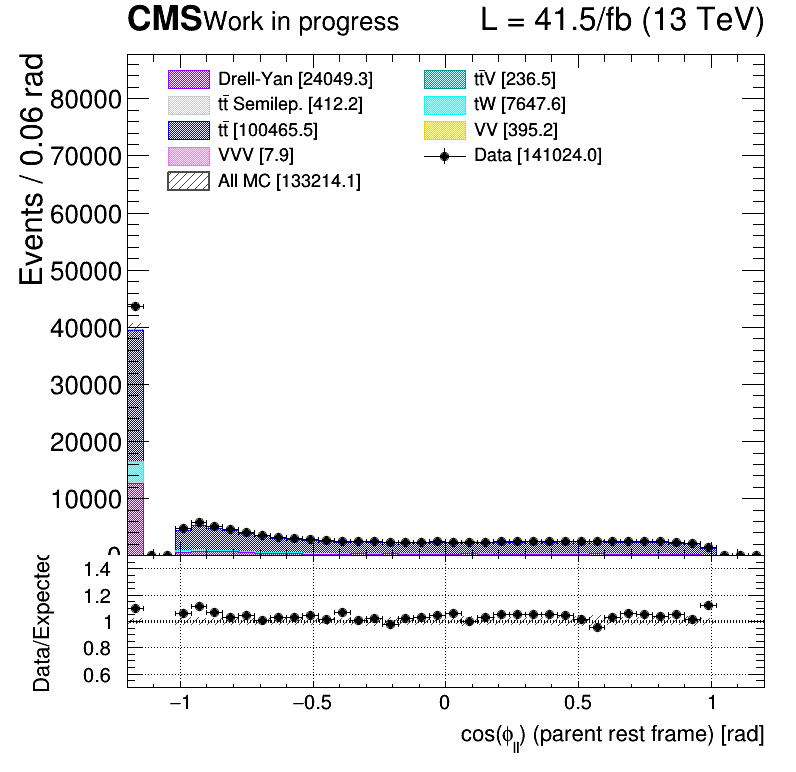 CMS Work in progress L = 41.5/fb (13 TeV)
Events / 0.06 rad
Drell-Yan [24049.3]
tt̄ Semilep. [412.2]
tt̄ [100465.5]
VVV [7.9]
All MC [133214.1]
tt̄V [236.5]
tW [7647.6]
VV [395.2]
Data [141024.0]
80000
70000
60000
50000
40000
30000
20000
10000
0
Data/Expected
1.4
1.2
1
0.8
0.6
−1 −0.5 0 0.5 1
cos(ϕ_ll) (parent rest frame) [rad]